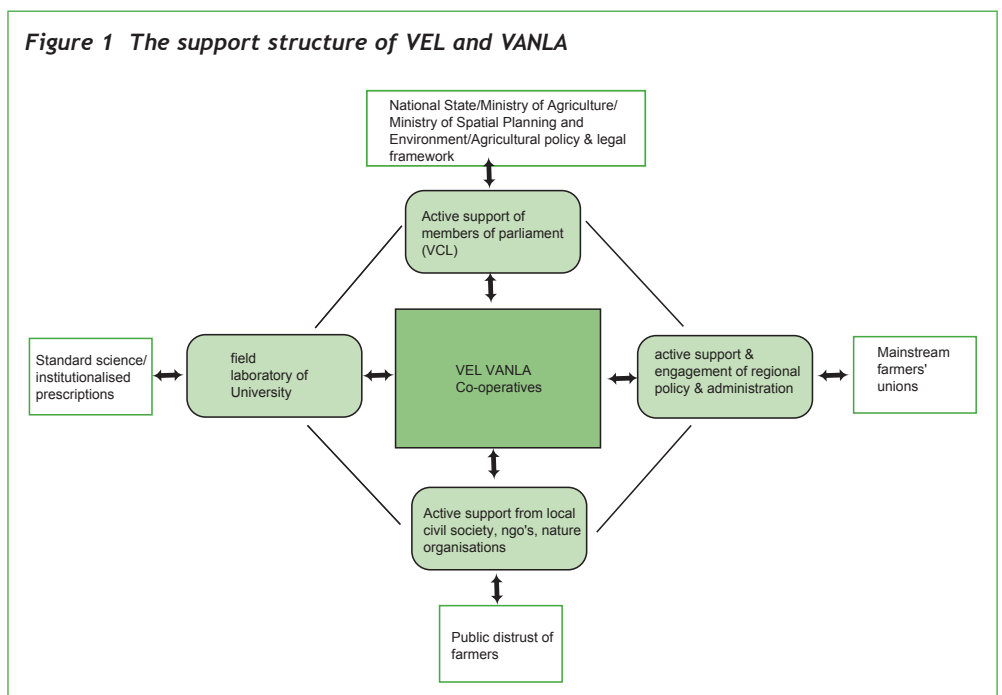 Figure 1 The support structure of VEL and VANLA
National State/Ministry of Agriculture/
Ministry of Spatial Planning and
Environment/Agricultural policy & legal
framework
Active support of
members of parliament
(VCL)
Standard science/
institutionalised
prescriptions
field
laboratory of
University
VEL VANLA
Co-operatives
active support &
engagement of regional
policy & administration
Mainstream
farmers'
unions
Active support from local
civil society, ngo's, nature
organisations
Public distrust of
farmers